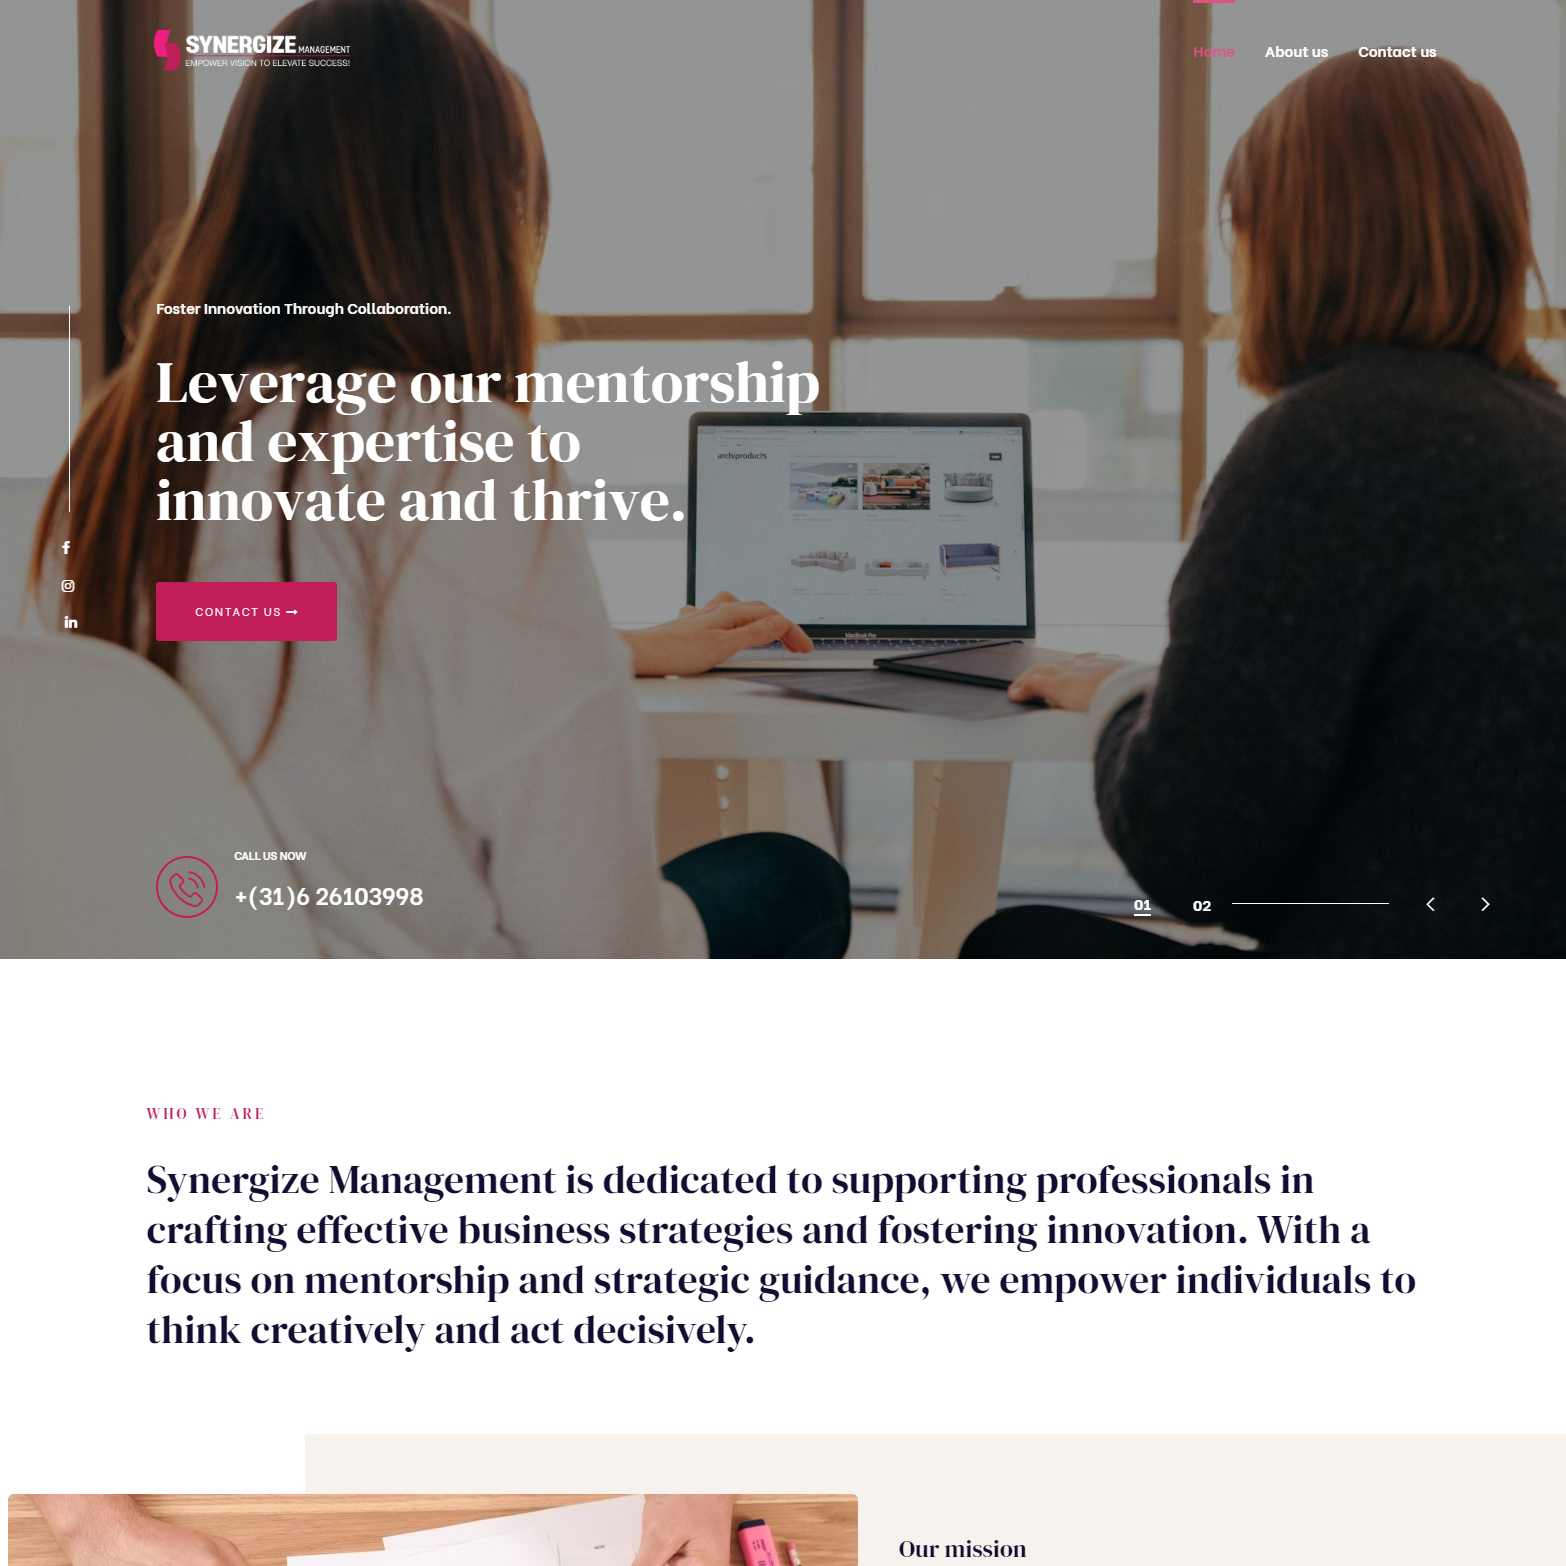 SYNERGIZE MANAGEMENT
EMPOWER VISION TO ELEVATE SUCCESS!
Home
About us
Contact us
Foster Innovation Through Collaboration.
Leverage our mentorship
and expertise to
innovate and thrive.
archiproducts
MacBook Pro
CONTACT US
CALL US NOW
+(31)6 26103998
01
02
WHO WE ARE
Synergize Management is dedicated to supporting professionals in
crafting effective business strategies and fostering innovation. With a
focus on mentorship and strategic guidance, we empower individuals to
think creatively and act decisively.
Our mission